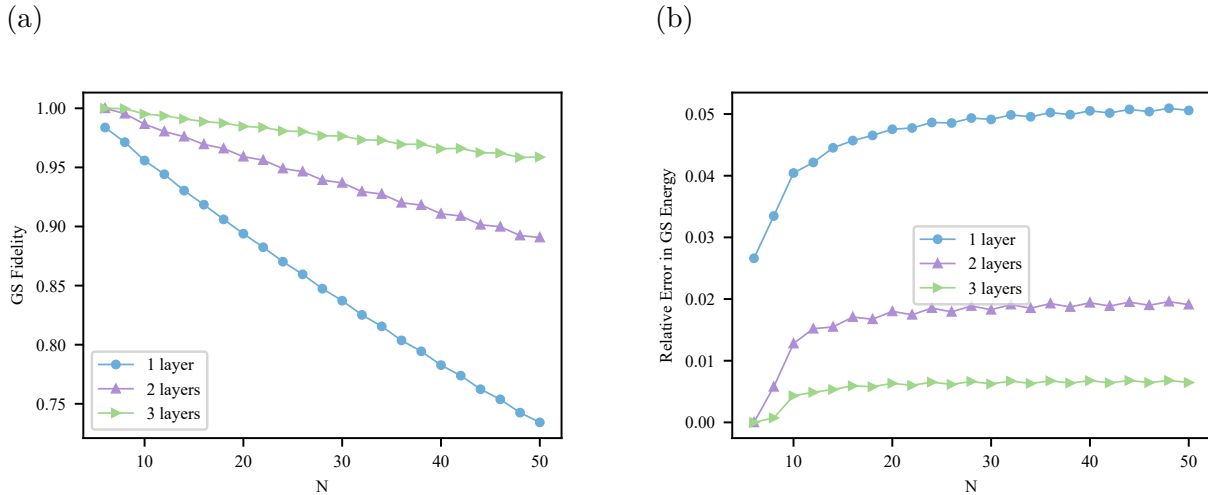 (a)
(b)
1.00
0.95
0.90
0.85
0.80
0.75
GS Fidelity
1 layer
2 layers
3 layers
10
20
30
40
50
N
0.05
0.04
0.03
0.02
0.01
0.00
Relative Error in GS Energy
1 layer
2 layers
3 layers
10
20
30
40
50
N